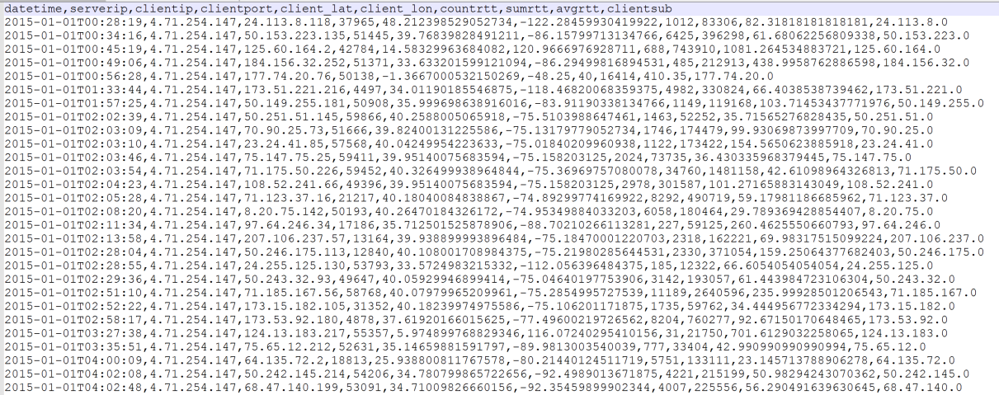 datetime,serverip,clientip,clientport,client_lat,client_lon,countrtt,sumrtt,avgrtt,clientsub
2015-01-01T00:28:19,4.71.254.147,24.113.8.118,37965,48.212398529052734,-122.28459930419922,1012,83306,82.318181818181,24.113.8.0
2015-01-01T00:34:16,4.71.254.147,50.153.223.135,51445,39.76839828491211,-86.15799713134766,6425,396298,61.68062256809338,50.153.223.0
2015-01-01T00:45:19,4.71.254.147,125.60.164.2,42784,14.58329963684082,120.9666976928711,688,743910,1081.264534883721,125.60.164.0
2015-01-01T00:49:06,4.71.254.147,184.156.32.252,51371,33.633201599121094,-86.29499816894531,485,212913,438.9958762886598,184.156.32.0
2015-01-01T00:56:28,4.71.254.147,177.74.20.76,50138,-1.3667000532150269,-48.25,40,16414,410.35,177.74.20.0
2015-01-01T01:33:44,4.71.254.147,173.51.221.216,4497,34.01190185546875,-118.46820068359375,4982,330824,66.4038538739462,173.51.221.0
2015-01-01T01:57:25,4.71.254.147,50.149.255.181,50908,35.999698638916016,-83.91190338134766,1149,119168,103.71453437771976,50.149.255.0
2015-01-01T02:02:39,4.71.254.147,50.251.51.145,59866,40.2588005065918,-75.5103988647461,1463,52252,35.71565276828435,50.251.51.0
2015-01-01T02:03:09,4.71.254.147,70.90.25.73,51666,39.82400131225586,-75.13179779052734,1746,174479,99.93069873997709,70.90.25.0
2015-01-01T02:03:10,4.71.254.147,23.24.41.85,57568,40.04249954223633,-75.01840209960938,1122,173422,154.5650623885918,23.24.41.0
2015-01-01T02:03:46,4.71.254.147,75.147.75.25,59411,39.95140075683594,-75.158203125,2024,73735,36.430335968379445,75.147.75.0
2015-01-01T02:03:54,4.71.254.147,71.175.50.226,59452,40.326499938964844,-75.36969757080078,34760,1481158,42.61098964326813,71.175.50.0
2015-01-01T02:04:23,4.71.254.147,108.52.241.66,49396,39.95140075683594,-75.158203125,2978,301587,101.27165883143049,108.52.241.0
2015-01-01T02:05:28,4.71.254.147,71.123.37.16,21217,40.18040084838867,-74.89299774169922,8292,490719,59.17981186685962,71.123.37.0
2015-01-01T02:08:20,4.71.254.147,8.20.75.142,50193,40.26470184326172,-74.95349884033203,6058,180464,29.789369428854407,8.20.75.0
2015-01-01T02:11:34,4.71.254.147,97.64.246.34,17186,35.712501525878906,-88.70210266113281,227,59125,260.4625550660793,97.64.246.0
2015-01-01T02:13:58,4.71.254.147,207.106.237.57,13164,39.938899993896484,-75.18470001220703,2318,162221,69.98317515099224,207.106.237.0
2015-01-01T02:28:04,4.71.254.147,50.246.175.113,12840,40.108001708984375,-75.21980285644531,2330,371054,159.25064377682403,50.246.175.0
2015-01-01T02:28:55,4.71.254.147,24.255.125.130,53793,33.5724983215332,-112.056396484375,185,12322,66.6054054054054,24.255.125.0
2015-01-01T02:29:36,4.71.254.147,50.243.32.93,49647,40.05929946899414,-75.04640197753906,3142,193057,61.443984723106304,50.243.32.0
2015-01-01T02:51:10,4.71.254.147,71.185.167.56,58768,40.07979965209961,-75.2854995727539,11189,2640596,235.99928501206543,71.185.167.0
2015-01-01T02:52:22,4.71.254.147,173.15.182.105,31352,40.18239974975586,-75.106201171875,1735,59762,34.444956772334294,173.15.182.0
2015-01-01T02:58:17,4.71.254.147,173.53.92.180,4878,37.61920166015625,-77.49600219726562,8204,760277,92.67150170648465,173.53.92.0
2015-01-01T03:27:38,4.71.254.147,124.13.183.217,55357,5.974899768829346,116.07240295410156,31,21750,701.6129032258065,124.13.183.0
2015-01-01T03:35:51,4.71.254.147,75.65.12.212,52631,35.14659881591797,-89.9813003540039,777,33404,42.990990990990994,75.65.12.0
2015-01-01T04:00:09,4.71.254.147,64.135.72.2,18813,25.938800811767578,-80.21440124511719,5751,133111,23.145713788906278,64.135.72.0
2015-01-01T04:02:08,4.71.254.147,50.242.145.214,54206,34.780799865722656,-92.4989013671875,4221,215199,50.98294243070362,50.242.145.0
2015-01-01T04:02:48,4.71.254.147,68.47.140.199,53091,34.71009826660156,-92.35459899902344,4007,225556,56.290491639630645,68.47.140.0